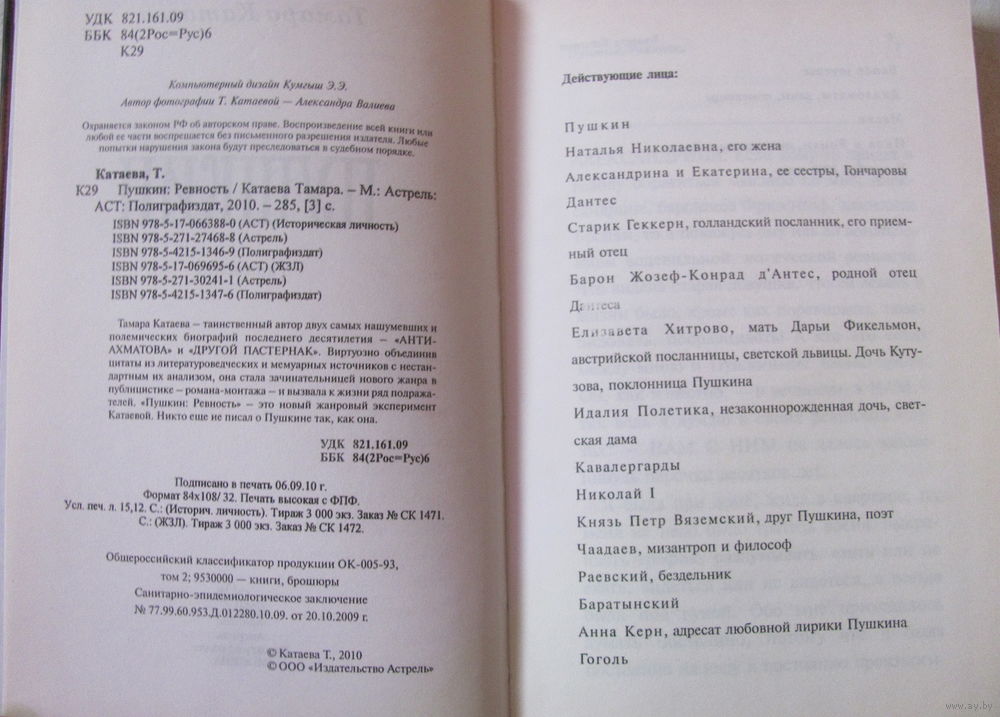 УДК 821.161.09
ББК 84(2Рос=Рус)6
К29
Компьютерный дизайн Кумгыш Э.Э.
Автор фотографии Т. Катаевой — Александра Валиева
Охраняется законом РФ об авторском праве. Воспроизведение всей книги или
любой ее части воспрещается без письменного разрешения издателя. Любые
попытки нарушения закона будут преследоваться в судебном порядке.
Катаева, Т.
К29 Пушкин: Ревность / Катаева Тамара. – М.: Астрель:
АСТ: Полиграфиздат, 2010. – 285, [3] с.
ISBN 978-5-17-066388-0 (АСТ) (Историческая личность)
ISBN 978-5-271-27468-8 (Астрель)
ISBN 978-5-4215-1346-9 (Полиграфиздат)
ISBN 978-5-17-069695-6 (АСТ) (ЖЗЛ)
ISBN 978-5-271-30241-1 (Астрель)
ISBN 978-5-4215-1347-6 (Полиграфиздат)
Тамара Катаева – таинственный автор двух самых нашумевших и
полемических биографий последнего десятилетия – «АНТИ-
АХМАТОВА» и «ДРУГОЙ ПАСТЕРНАК». Виртуозно объединив
цитаты из литературоведческих и мемуарных источников с нестан-
дартным их анализом, она стала зачинательницей нового жанра в
публицистике – романа-монтажа – и вызвала к жизни ряд подража-
телей. «Пушкин: Ревность» – это новый жанровый эксперимент
Катаевой. Никто еще не писал о Пушкине так, как она.
УДК 821.161.09
ББК 84(2Рос=Рус)6
Подписано в печать 06.09.10 г.
Формат 84х108/ 32. Печать высокая с ФПФ.
Усл. печ. л. 15,12. С.: (Историч. личность). Тираж 3 000 экз. Заказ № СК 1471.
С.: (ЖЗЛ). Тираж 3 000 экз. Заказ № СК 1472.
Общероссийский классификатор продукции ОК-005-93,
том 2; 9530000 — книги, брошюры
Санитарно-эпидемиологическое заключение
№ 77.99.60.953.Д.012280.10.09. от 20.10.2009 г.
© Катаева Т., 2010
© ООО «Издательство Астрель»
Действующие лица:
Пушкин
Наталья Николаевна, его жена
Александрина и Екатерина, ее сестры, Гончаровы
Дантес
Старик Геккерн, голландский посланник, его прием-
ный отец
Барон Жозеф-Конрад д'Антес, родной отец
Дантеса
Елизавета Хитрово, мать Дарьи Фикельмон,
австрийской посланницы, светской львицы. Дочь Куту-
зова, поклонница Пушкина
Идалия Полетика, незаконнорожденная дочь, свет-
ская дама
Кавалергарды
Николай I
Князь Петр Вяземский, друг Пушкина, поэт
Чаадаев, мизантроп и философ
Раевский, бездельник
Баратынский
Анна Керн, адресат любовной лирики Пушкина
Гоголь
www.ay.by